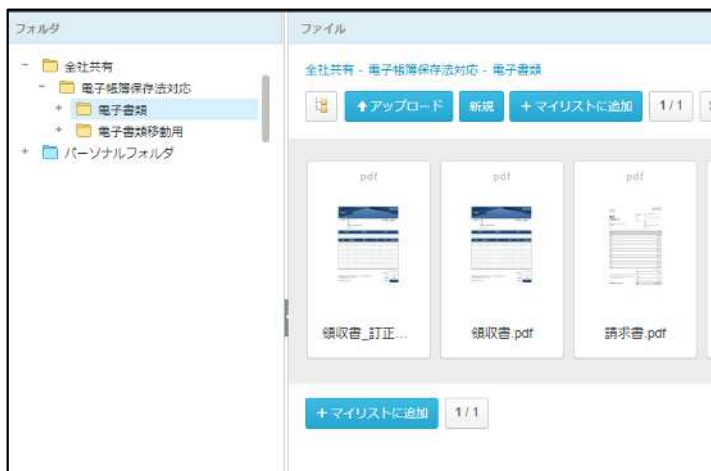 フォルダ
- 全社共有
- 電子帳簿保存法対応
+ 電子書類
+ 電子書類移動用
+ パーソナルフォルダ
ファイル
全社共有 - 電子帳簿保存法対応 - 電子書類
アップロード 新規 +マイリストに追加 1/1
pdf pdf
領収書_訂正... 領収書.pdf 請求書.pdf
+マイリストに追加 1/1